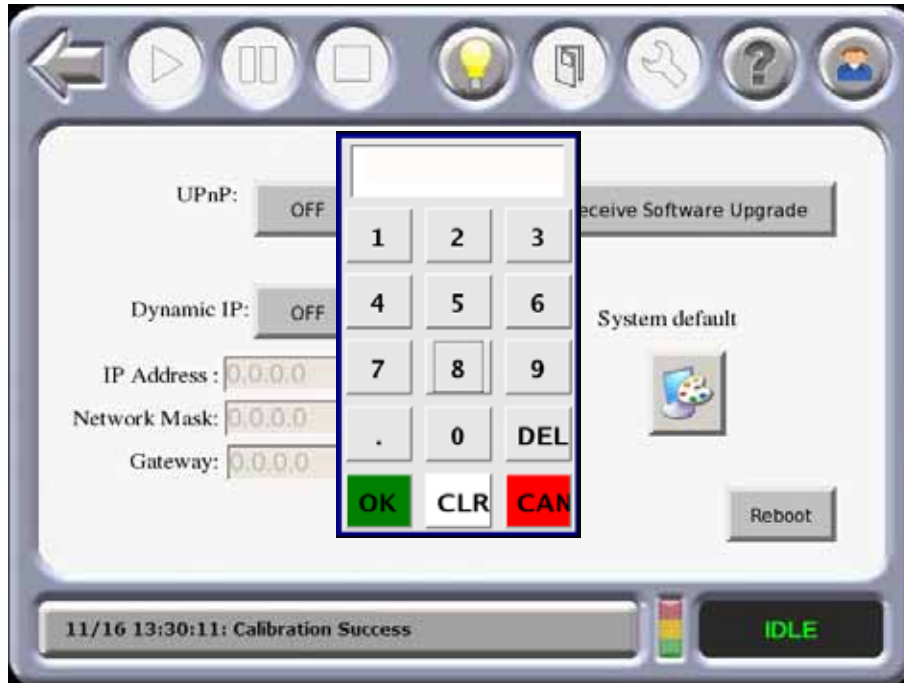 ?
UPnP:
OFF
eceive Software Upgrade
1 2 3
Dynamic IP:
OFF
4 5 6
System default
IP Address : 0.0.0.0
7 8 9
Network Mask: 0.0.0.0
. 0 DEL
Gateway: 0.0.0.0
OK CLR CAN
Reboot
11/16 13:30:11: Calibration Success
IDLE